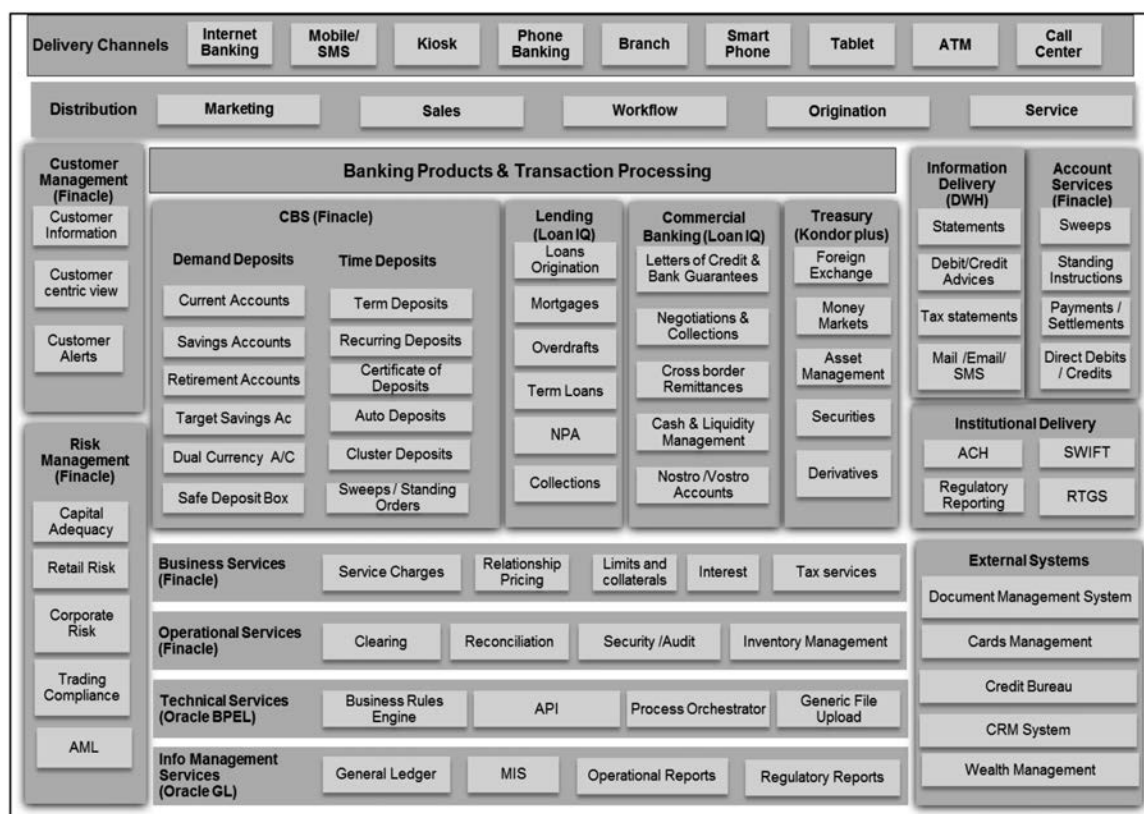 Delivery Channels
Internet
Banking
Mobile/
SMS
Kiosk
Phone
Banking
Branch
Smart
Phone
Tablet
ATM
Call
Center
Distribution
Marketing
Sales
Workflow
Origination
Service
Customer
Management
(Finacle)
Customer
Information
Customer
centric view
Customer
Alerts
Risk
Management
(Finacle)
Capital
Adequacy
Retail Risk
Corporate
Risk
Trading
Compliance
AML
Banking Products & Transaction Processing
CBS (Finacle)
Demand Deposits
Current Accounts
Savings Accounts
Retirement Accounts
Target Savings Ac
Dual Currency A/C
Safe Deposit Box
Time Deposits
Term Deposits
Recurring Deposits
Certificate of
Deposits
Auto Deposits
Cluster Deposits
Sweeps / Standing
Orders
Lending
(Loan IQ)
Loans
Origination
Mortgages
Overdrafts
Term Loans
NPA
Collections
Commercial
Banking (Loan IQ)
Letters of Credit &
Bank Guarantees
Negotiations &
Collections
Cross border
Remittances
Cash & Liquidity
Management
Nostro /Vostro
Accounts
Treasury
(Kondor plus)
Foreign
Exchange
Money
Markets
Asset
Management
Securities
Derivatives
Information
Delivery
(DWH)
Statements
Debit/Credit
Advices
Tax statements
Mail /Email/
SMS
Account
Services
(Finacle)
Sweeps
Standing
Instructions
Payments /
Settlements
Direct Debits
/ Credits
Institutional Delivery
ACH
SWIFT
Regulatory
Reporting
RTGS
Business Services
(Finacle)
Service Charges
Relationship
Pricing
Limits and
collaterals
Interest
Tax services
Operational Services
(Finacle)
Clearing
Reconciliation
Security /Audit
Inventory Management
Technical Services
(Oracle BPEL)
Business Rules
Engine
API
Process Orchestrator
Generic File
Upload
Info Management
Services
(Oracle GL)
General Ledger
MIS
Operational Reports
Regulatory Reports
External Systems
Document Management System
Cards Management
Credit Bureau
CRM System
Wealth Management